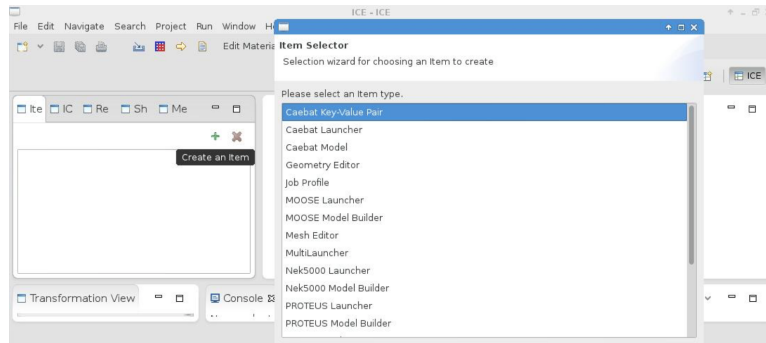 ICE - ICE
File Edit Navigate Search Project Run Window H
Edit Materia
Item Selector
Selection wizard for choosing an Item to create
ICE
Please select an Item type.
Ite IC Re Sh Me
Create an Item
Caebat Key-Value Pair
Caebat Launcher
Caebat Model
Geometry Editor
Job Profile
MOOSE Launcher
MOOSE Model Builder
Mesh Editor
MultiLauncher
Nek5000 Launcher
Nek5000 Model Builder
PROTEUS Launcher
PROTEUS Model Builder
Transformation View
Console